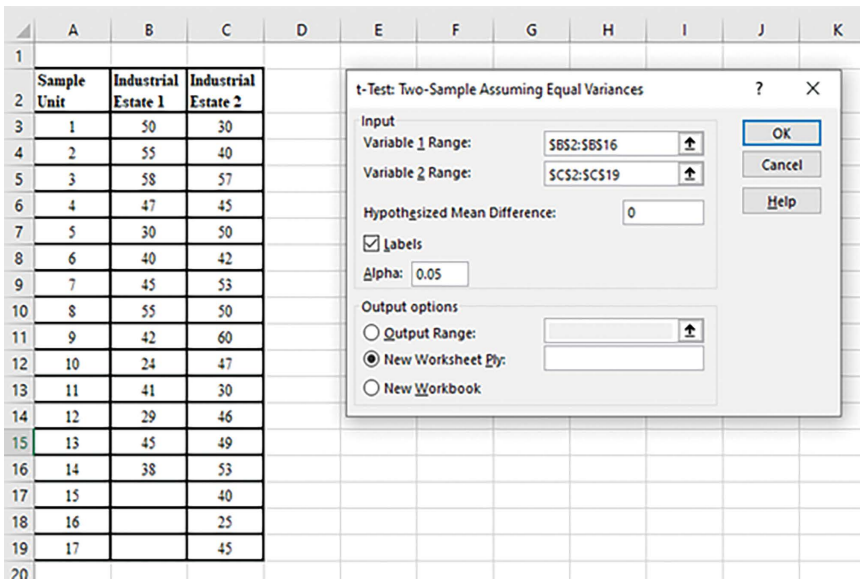 A B C D E F G H I J K
1
2 Sample Unit Industrial Estate 1 Industrial Estate 2
3 1 50 30
4 2 55 40
5 3 58 57
6 4 47 45
7 5 30 50
8 6 40 42
9 7 45 53
10 8 55 50
11 9 42 60
12 10 24 47
13 11 41 30
14 12 29 46
15 13 45 49
16 14 38 53
17 15 40
18 16 25
19 17 45
20
t-Test: Two-Sample Assuming Equal Variances ? X
Input
Variable 1 Range: $B$2:$B$16
Variable 2 Range: $C$2:$C$19
Hypothesized Mean Difference: 0
Labels
Alpha: 0.05
Output options
Output Range:
New Worksheet Ply:
New Workbook
OK
Cancel
Help